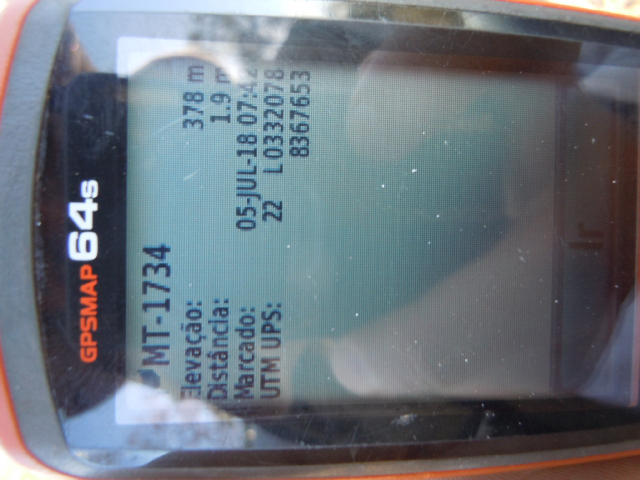 GPSMAP 64s
MT-1734
Elevação: 378 m
Distância: 1.9 m
Marcado: 05-JUL-18 07:42
UTM UPS: 22 L 0332078
8367653
Ir